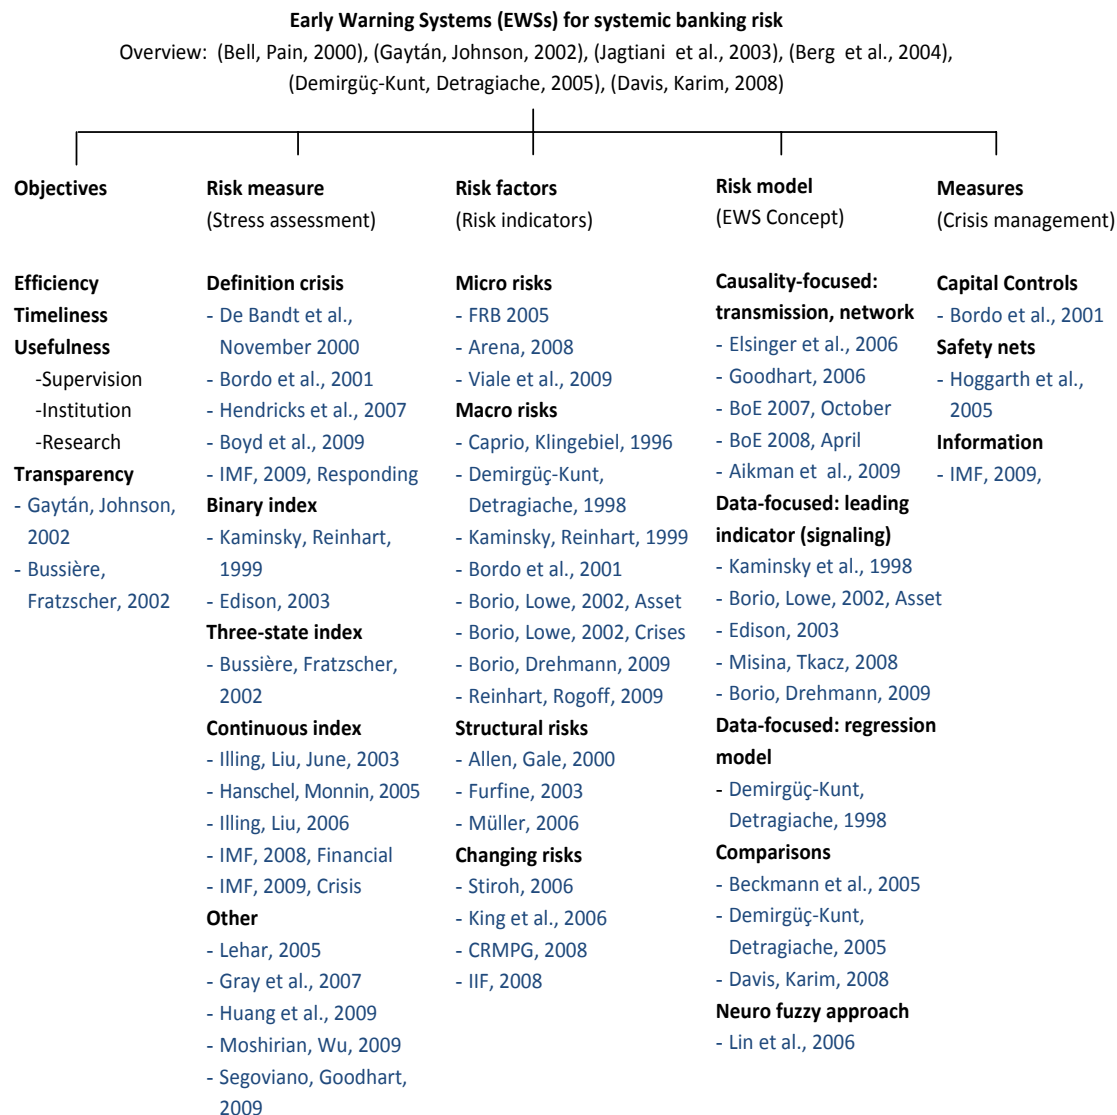 Early Warning Systems (EWSs) for systemic banking risk
Overview: (Bell, Pain, 2000), (Gaytán, Johnson, 2002), (Jagtiani et al., 2003), (Berg et al., 2004),
(Demirgüç-Kunt, Detragiache, 2005), (Davis, Karim, 2008)
Objectives
Efficiency
Timeliness
Usefulness
-Supervision
-Institution
-Research
Transparency
- Gaytán, Johnson,
2002
- Bussière,
Fratzscher, 2002
Risk measure
(Stress assessment)
Definition crisis
- De Bandt et al.,
November 2000
- Bordo et al., 2001
- Hendricks et al., 2007
- Boyd et al., 2009
- IMF, 2009, Responding
Binary index
- Kaminsky, Reinhart,
1999
- Edison, 2003
Three-state index
- Bussière, Fratzscher,
2002
Continuous index
- Illing, Liu, June, 2003
- Hanschel, Monnin, 2005
- Illing, Liu, 2006
- IMF, 2008, Financial
- IMF, 2009, Crisis
Other
- Lehar, 2005
- Gray et al., 2007
- Huang et al., 2009
- Moshirian, Wu, 2009
- Segoviano, Goodhart,
2009
Risk factors
(Risk indicators)
Micro risks
- FRB 2005
- Arena, 2008
- Viale et al., 2009
Macro risks
- Caprio, Klingebiel, 1996
- Demirgüç-Kunt,
Detragiache, 1998
- Kaminsky, Reinhart, 1999
- Bordo et al., 2001
- Borio, Lowe, 2002, Asset
- Borio, Lowe, 2002, Crises
- Borio, Drehmann, 2009
- Reinhart, Rogoff, 2009
Structural risks
- Allen, Gale, 2000
- Furfine, 2003
- Müller, 2006
Changing risks
- Stiroh, 2006
- King et al., 2006
- CRMPG, 2008
- IIF, 2008
Risk model
(EWS Concept)
Causality-focused:
transmission, network
- Elsinger et al., 2006
- Goodhart, 2006
- BoE 2007, October
- BoE 2008, April
- Aikman et al., 2009
Data-focused: leading
indicator (signaling)
- Kaminsky et al., 1998
- Borio, Lowe, 2002, Asset
- Edison, 2003
- Misina, Tkacz, 2008
- Borio, Drehmann, 2009
Data-focused: regression
model
- Demirgüç-Kunt,
Detragiache, 1998
Comparisons
- Beckmann et al., 2005
- Demirgüç-Kunt,
Detragiache, 2005
- Davis, Karim, 2008
Neuro fuzzy approach
- Lin et al., 2006
Measures
(Crisis management)
Capital Controls
- Bordo et al., 2001
Safety nets
- Hoggarth et al.,
2005
Information
- IMF, 2009,